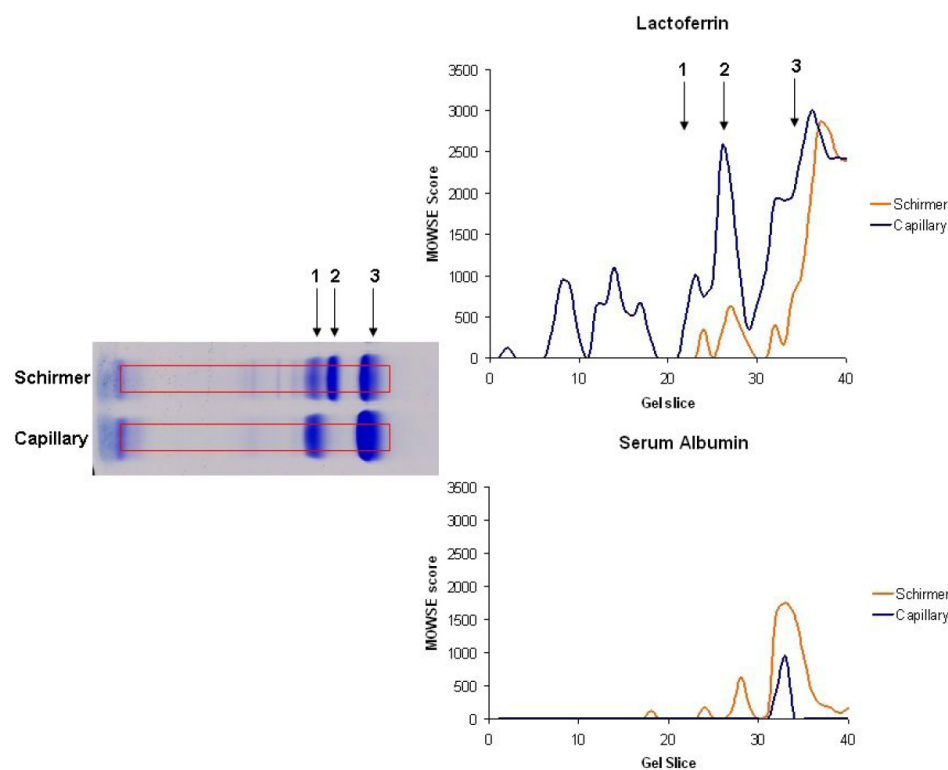 Lactoferrin
1 2 3
3500
3000
2500
2000
1500
1000
500
0
MOWSE Score
0 10 20 30 40
Gel slice
Schirmer
Capillary
1 2 3
Schirmer
Capillary
Serum Albumin
3500
3000
2500
2000
1500
1000
500
0
MOWSE score
0 10 20 30 40
Gel Slice
Schirmer
Capillary